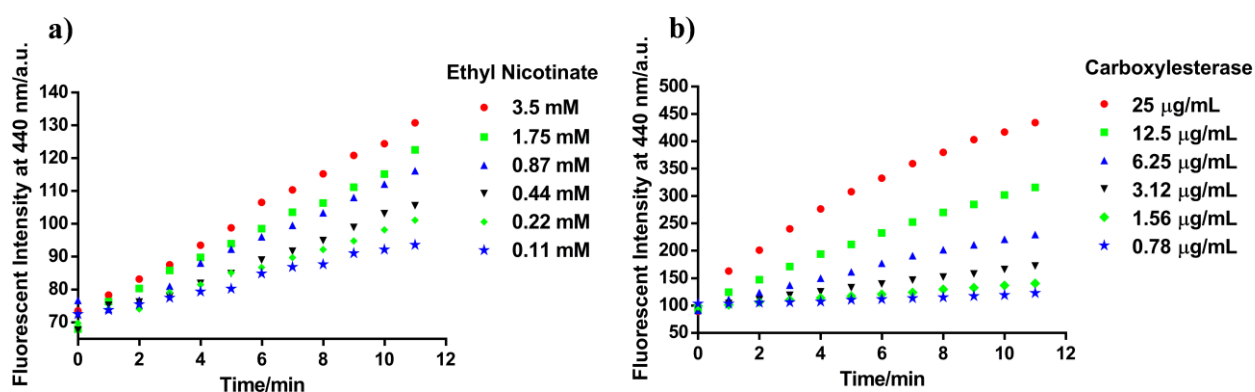 a)
Fluorescent Intensity at 440 nm/a.u.
140
130
120
110
100
90
80
70
0 2 4 6 8 10 12
Time/min
Ethyl Nicotinate
3.5 mM
1.75 mM
0.87 mM
0.44 mM
0.22 mM
0.11 mM
b)
Fluorescent Intensity at 440 nm/a.u.
500
450
400
350
300
250
200
150
100
50
0 2 4 6 8 10 12
Time/min
Carboxylesterase
25 μg/mL
12.5 μg/mL
6.25 μg/mL
3.12 μg/mL
1.56 μg/mL
0.78 μg/mL